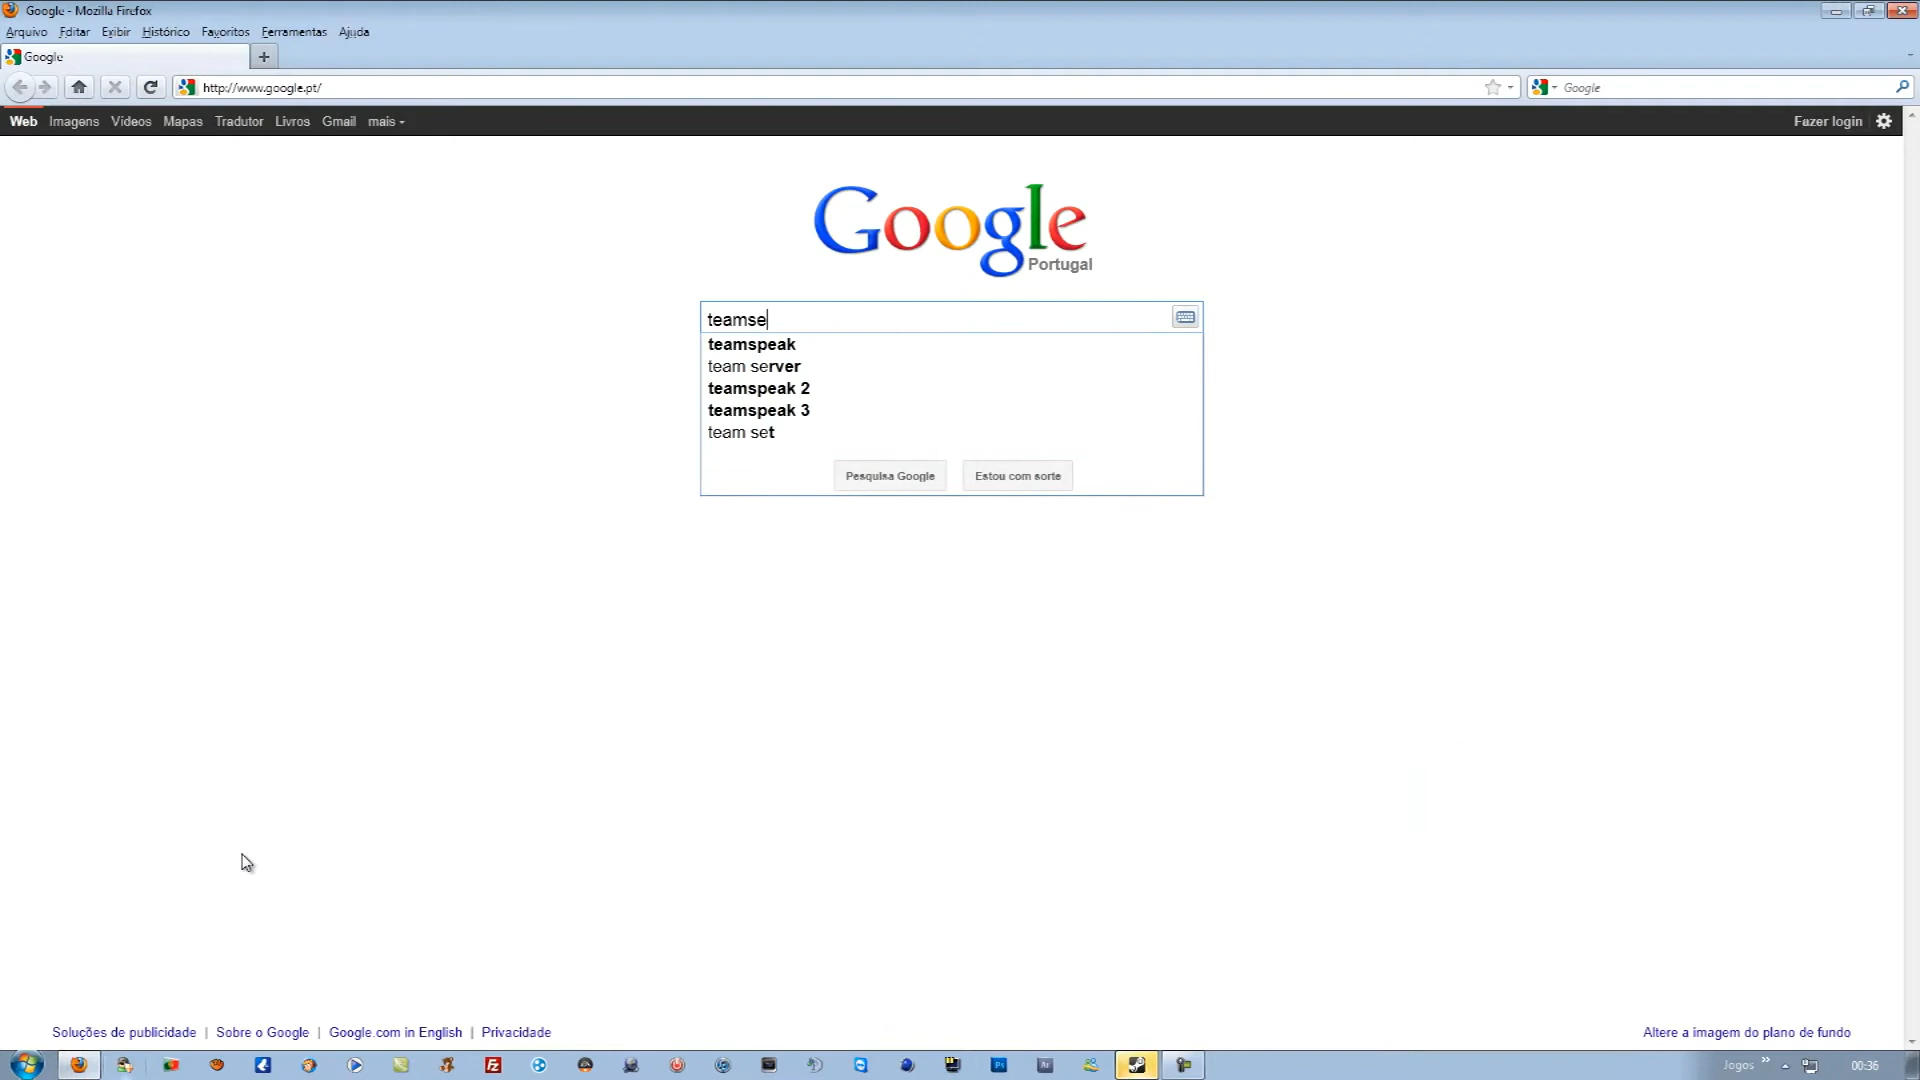 Google - Mozilla Firefox
Arquivo Editar Exibir Histórico Favoritos Ferramentas Ajuda
Google
http://www.google.pt/
Google
Web Imagens Vídeos Mapas Tradutor Livros Gmail mais
Fazer login
Google
Portugal
teamse
teamspeak
team server
teamspeak 2
teamspeak 3
team set
Pesquisa Google Estou com sorte
Soluções de publicidade | Sobre o Google | Google.com in English | Privacidade
Altere a imagem do plano de fundo
FZ Ps Ar Jogos » 00:36